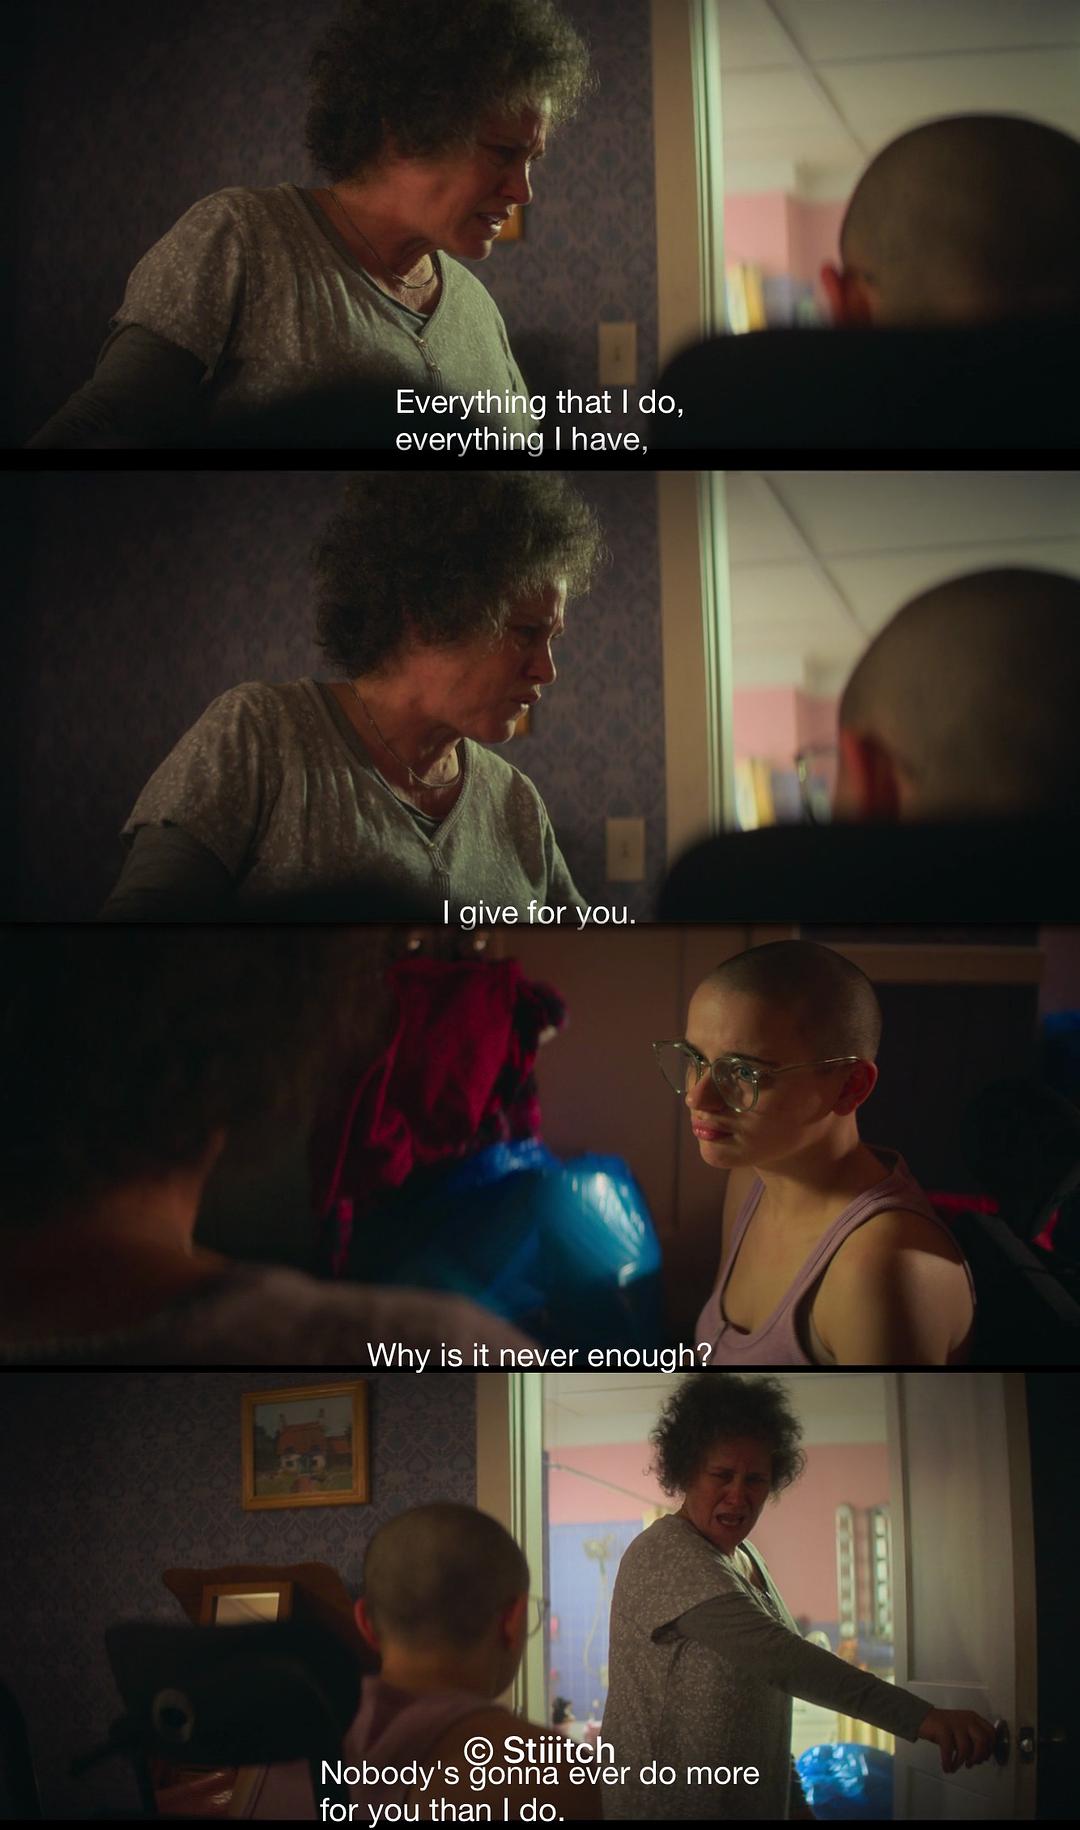 Everything that I do,
everything I have,
I give for you.
Why is it never enough?
© Stiiitch
Nobody's gonna ever do more
for you than I do.